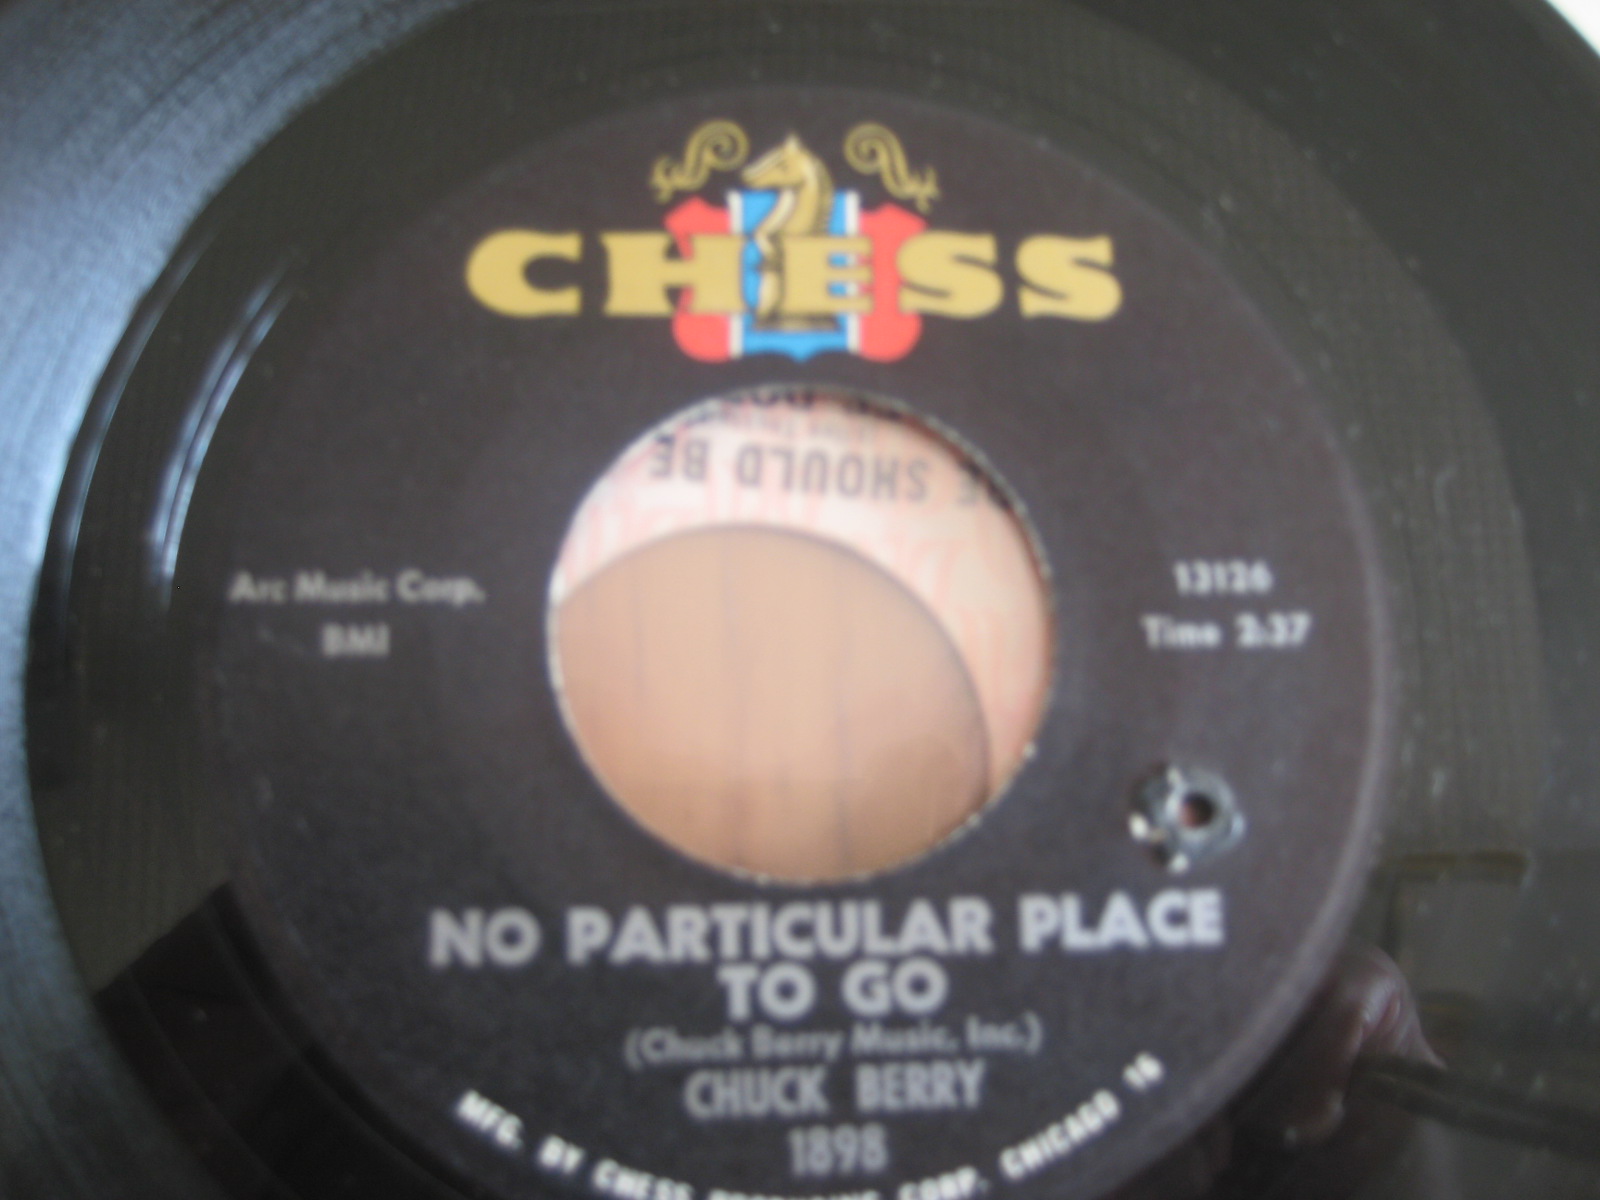 CHESS
SHOULD BE
Arc Music Corp.
BMI
13126
Time 2:37
NO PARTICULAR PLACE
TO GO
(Chuck Berry Music, Inc.)
CHUCK BERRY
1898
MFG. BY CHESS PRODUCING CORP. CHICAGO 16